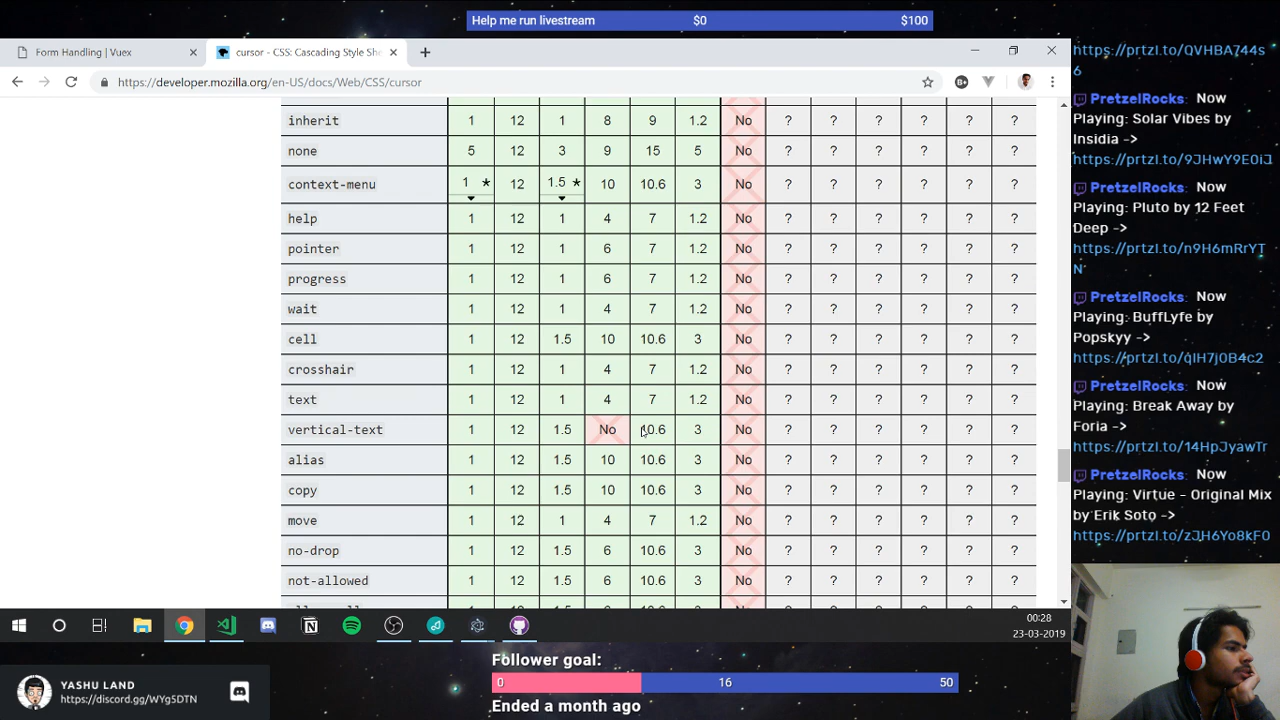 Help me run livestream $0 $100
Form Handling | Vuex
cursor - CSS: Cascading Style She
https://developer.mozilla.org/en-US/docs/Web/CSS/cursor
inherit 1 12 1 8 9 1.2 No ? ? ? ? ? ?
none 5 12 3 9 15 5 No ? ? ? ? ? ?
context-menu 1 * 12 1.5 * 10 10.6 3 No ? ? ? ? ? ?
help 1 12 1 4 7 1.2 No ? ? ? ? ? ?
pointer 1 12 1 6 7 1.2 No ? ? ? ? ? ?
progress 1 12 1 6 7 1.2 No ? ? ? ? ? ?
wait 1 12 1 4 7 1.2 No ? ? ? ? ? ?
cell 1 12 1.5 10 10.6 3 No ? ? ? ? ? ?
crosshair 1 12 1 4 7 1.2 No ? ? ? ? ? ?
text 1 12 1 4 7 1.2 No ? ? ? ? ? ?
vertical-text 1 12 1.5 No 10.6 3 No ? ? ? ? ? ?
alias 1 12 1.5 10 10.6 3 No ? ? ? ? ? ?
copy 1 12 1.5 10 10.6 3 No ? ? ? ? ? ?
move 1 12 1 4 7 1.2 No ? ? ? ? ? ?
no-drop 1 12 1.5 6 10.6 3 No ? ? ? ? ? ?
not-allowed 1 12 1.5 6 10.6 3 No ? ? ? ? ? ?
00:28
23-03-2019
https://prtzl.to/QVHBA744s
6
PretzelRocks: Now
Playing: Solar Vibes by
Insidia ->
https://prtzl.to/9JHwY9E0iJ
PretzelRocks: Now
Playing: Pluto by 12 Feet
Deep ->
https://prtzl.to/n9H6mRrYT
N
PretzelRocks: Now
Playing: BuffLyfe by
Popskyy ->
https://prtzl.to/qIH7j0B4c2
PretzelRocks: Now
Playing: Break Away by
Foria ->
https://prtzl.to/14HpJyawTr
PretzelRocks: Now
Playing: Virtue - Original Mix
by Erik Soto ->
https://prtzl.to/zJH6Yo8kF0
YASHU LAND
https://discord.gg/WYg5DTN
Follower goal:
0 16 50
Ended a month ago